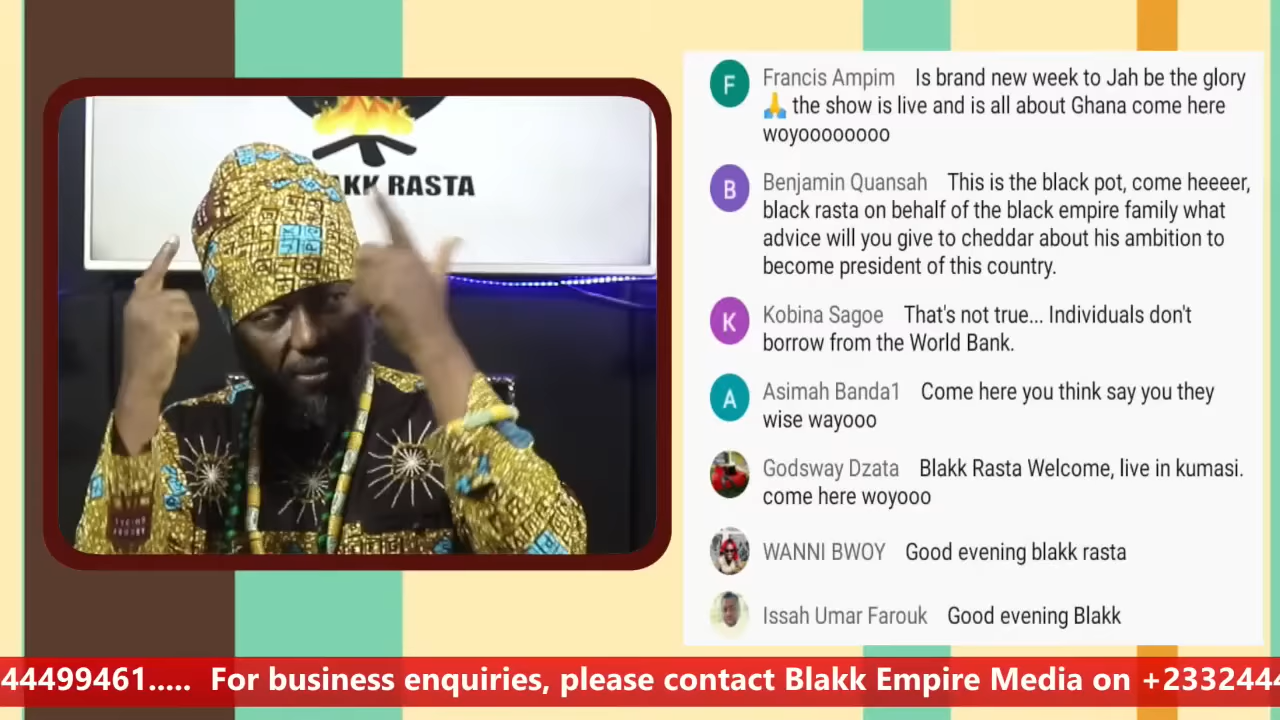 AKK RASTA
F
Francis Ampim Is brand new week to Jah be the glory
🙏 the show is live and is all about Ghana come here
woyoooooooo
B
Benjamin Quansah This is the black pot, come heeeer,
black rasta on behalf of the black empire family what
advice will you give to cheddar about his ambition to
become president of this country.
K
Kobina Sagoe That's not true... Individuals don't
borrow from the World Bank.
A
Asimah Banda1 Come here you think say you they
wise wayooo
Godsway Dzata Blakk Rasta Welcome, live in kumasi.
come here woyooo
WANNI BWOY Good evening blakk rasta
Issah Umar Farouk Good evening Blakk
44499461..... For business enquiries, please contact Blakk Empire Media on +2332444